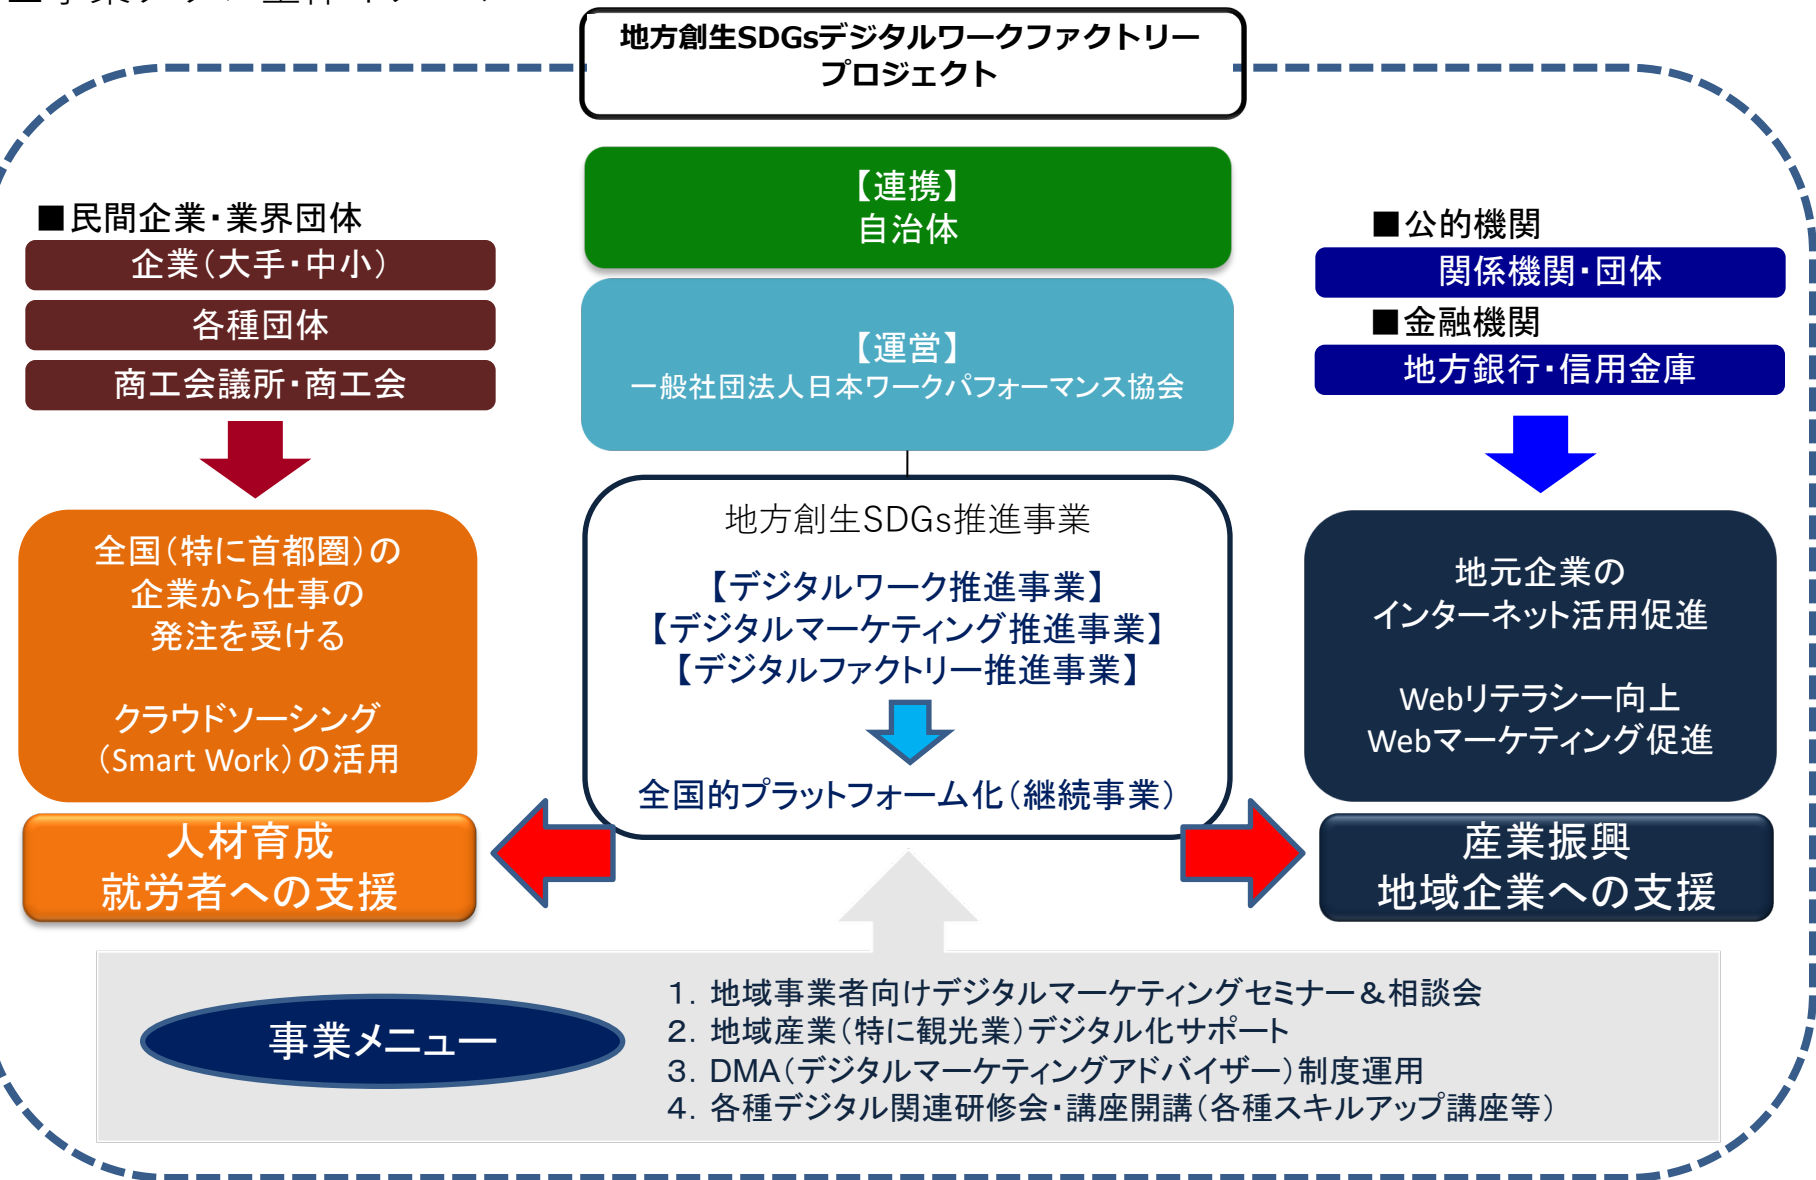 地方創生SDGsデジタルワークファクトリー
プロジェクト
【連携】
自治体
■民間企業・業界団体
企業（大手・中小）
各種団体
商工会議所・商工会
■公的機関
関係機関・団体
■金融機関
地方銀行・信用金庫
【運営】
一般社団法人日本ワークパフォーマンス協会
全国（特に首都圏）の
企業から仕事の
発注を受ける
クラウドソーシング
（Smart Work）の活用
人材育成
就労者への支援
地方創生SDGs推進事業
【デジタルワーク推進事業】
【デジタルマーケティング推進事業】
【デジタルファクトリー推進事業】
全国的プラットフォーム化（継続事業）
地元企業の
インターネット活用促進
Webリテラシー向上
Webマーケティング促進
産業振興
地域企業への支援
事業メニュー
1．地域事業者向けデジタルマーケティングセミナー＆相談会
2．地域産業（特に観光業）デジタル化サポート
3．DMA（デジタルマーケティングアドバイザー）制度運用
4．各種デジタル関連研修会・講座開講（各種スキルアップ講座等）